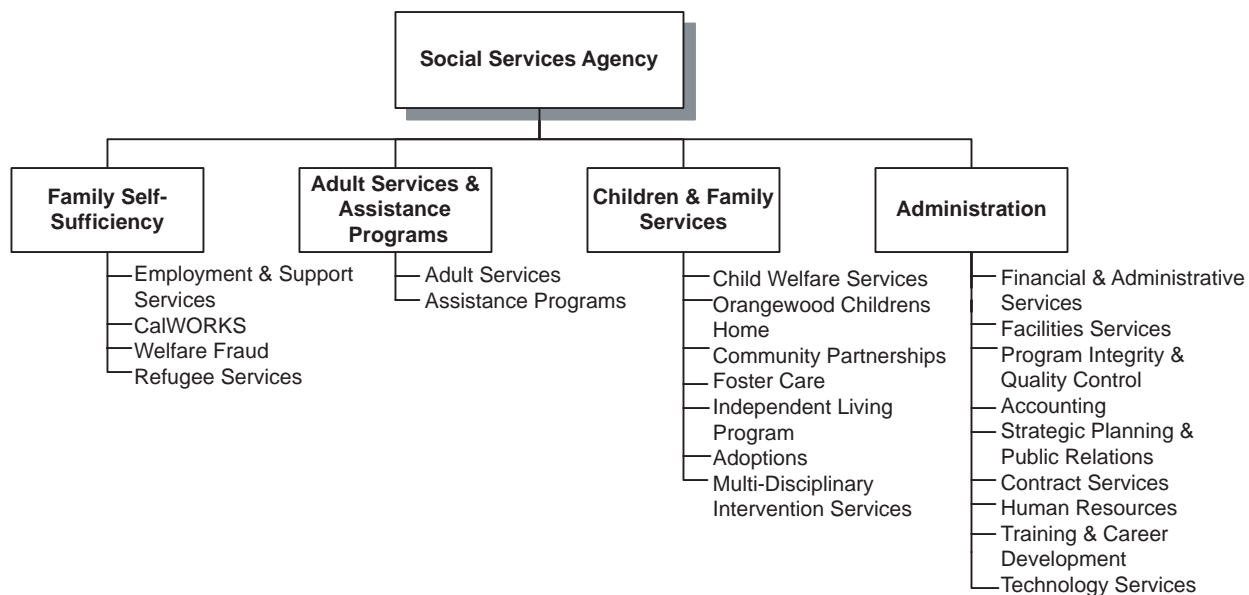 Social Services Agency
Family Self-
Sufficiency
Adult Services &
Assistance
Programs
Children & Family
Services
Administration
Employment & Support
Services
CalWORKS
Welfare Fraud
Refugee Services
Adult Services
Assistance Programs
Child Welfare Services
Orangewood Childrens
Home
Community Partnerships
Foster Care
Independent Living
Program
Adoptions
Multi-Disciplinary
Intervention Services
Financial & Administrative
Services
Facilities Services
Program Integrity &
Quality Control
Accounting
Strategic Planning &
Public Relations
Contract Services
Human Resources
Training & Career
Development
Technology Services